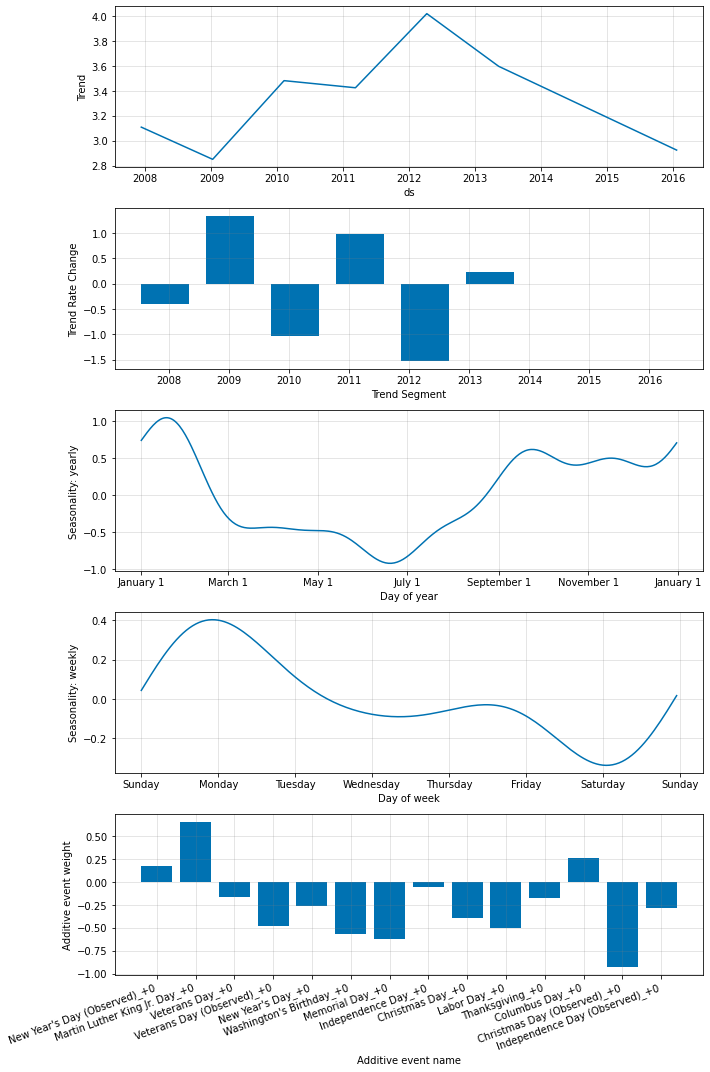 Trend
4.0
3.8
3.6
3.4
3.2
3.0
2.8
2008 2009 2010 2011 2012 2013 2014 2015 2016
ds
Trend Rate Change
1.0
0.5
0.0
−0.5
−1.0
−1.5
2008 2009 2010 2011 2012 2013 2014 2015 2016
Trend Segment
Seasonality: yearly
1.0
0.5
0.0
−0.5
−1.0
January 1 March 1 May 1 July 1 September 1 November 1 January 1
Day of year
Seasonality: weekly
0.4
0.2
0.0
−0.2
Sunday Monday Tuesday Wednesday Thursday Friday Saturday Sunday
Day of week
Additive event weight
0.50
0.25
0.00
−0.25
−0.50
−0.75
−1.00
New Year's Day (Observed)_+0
Martin Luther King Jr. Day_+0
Veterans Day_+0
Veterans Day (Observed)_+0
New Year's Day_+0
Washington's Birthday_+0
Memorial Day_+0
Independence Day_+0
Christmas Day_+0
Labor Day_+0
Thanksgiving_+0
Columbus Day_+0
Christmas Day (Observed)_+0
Independence Day (Observed)_+0
Additive event name